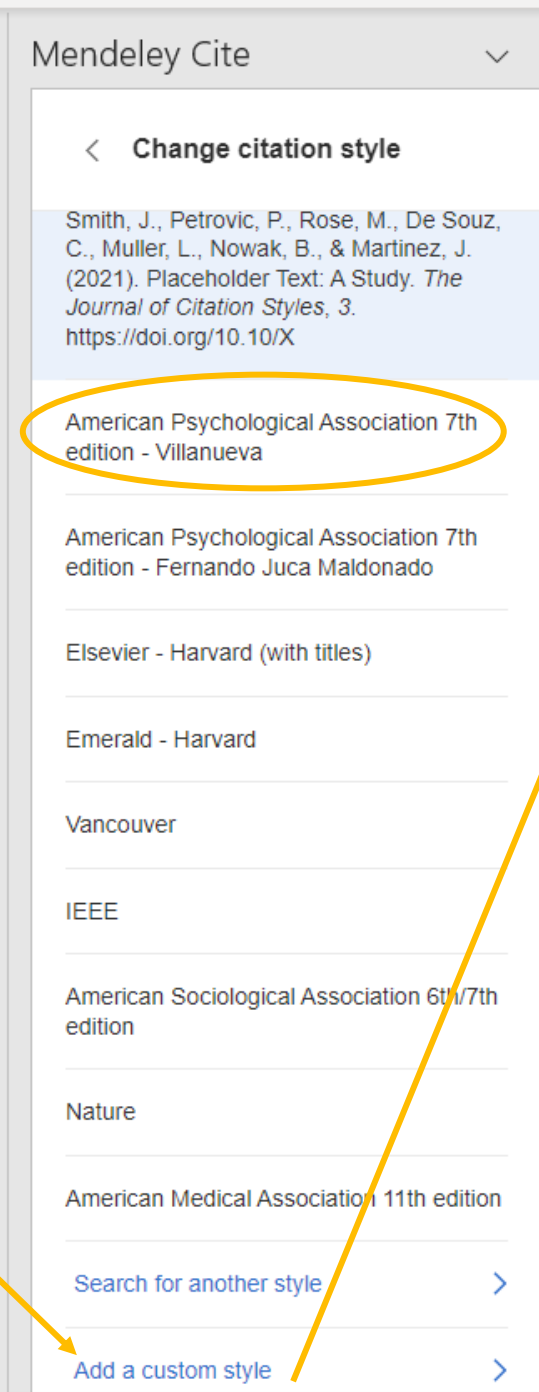 Mendeley Cite
Change citation style
Smith, J., Petrovic, P., Rose, M., De Souz,
C., Muller, L., Nowak, B., & Martinez, J.
(2021). Placeholder Text: A Study. The
Journal of Citation Styles, 3.
https://doi.org/10.10/X
American Psychological Association 7th
edition - Villanueva
American Psychological Association 7th
edition - Fernando Juca Maldonado
Elsevier - Harvard (with titles)
Emerald - Harvard
Vancouver
IEEE
American Sociological Association 6th/7th
edition
Nature
American Medical Association 11th edition
Search for another style
Add a custom style